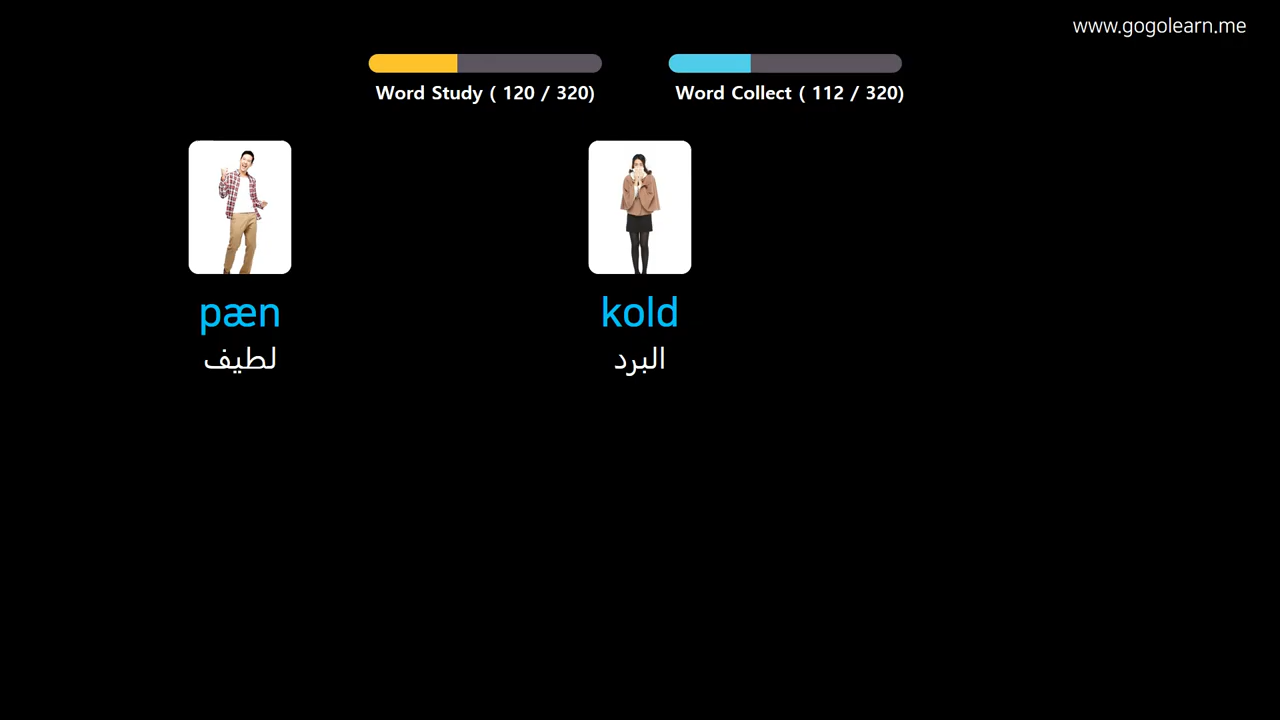 www.gogolearn.me
Word Study ( 120 / 320)
Word Collect ( 112 / 320)
pæn
kold
لطيف
البرد